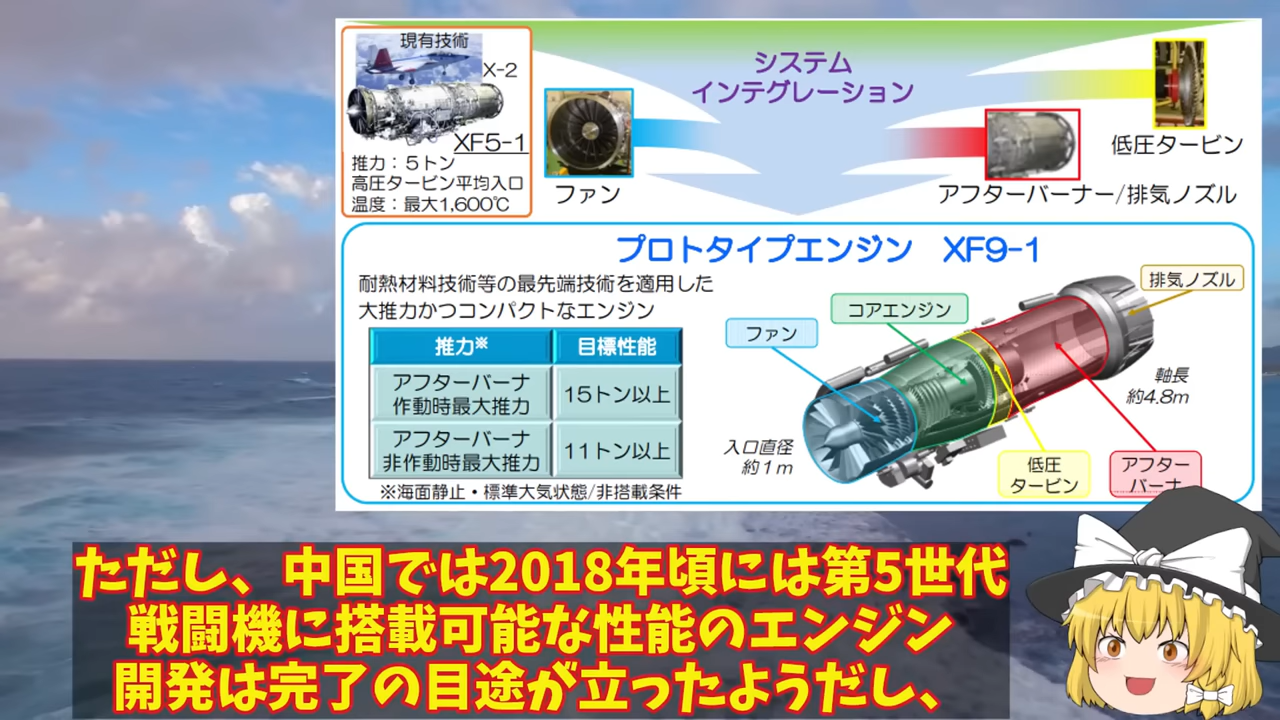 現有技術
X-2
XF5-1
推力：５トン
高圧タービン平均入口
温度：最大1,600℃
システム
インテグレーション
ファン
低圧タービン
アフターバーナー/排気ノズル
プロトタイプエンジン　XF9-1
耐熱材料技術等の最先端技術を適用した
大推力かつコンパクトなエンジン
推力※
目標性能
アフターバーナ
作動時最大推力
15トン以上
アフターバーナ
非作動時最大推力
11トン以上
※海面静止・標準大気状態/非搭載条件
ファン
コアエンジン
排気ノズル
軸長
約4.8m
入口直径
約１ｍ
低圧
タービン
アフター
バーナ
ただし、中国では2018年頃には第5世代
戦闘機に搭載可能な性能のエンジン
開発は完了の目途が立ったようだし、